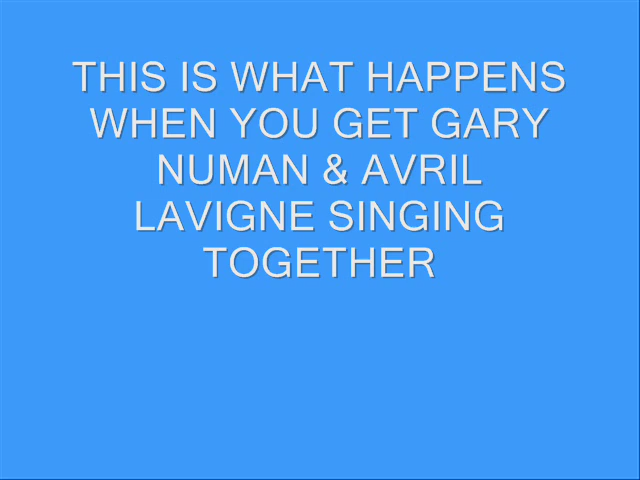 THIS IS WHAT HAPPENS
WHEN YOU GET GARY
NUMAN & AVRIL
LAVIGNE SINGING
TOGETHER